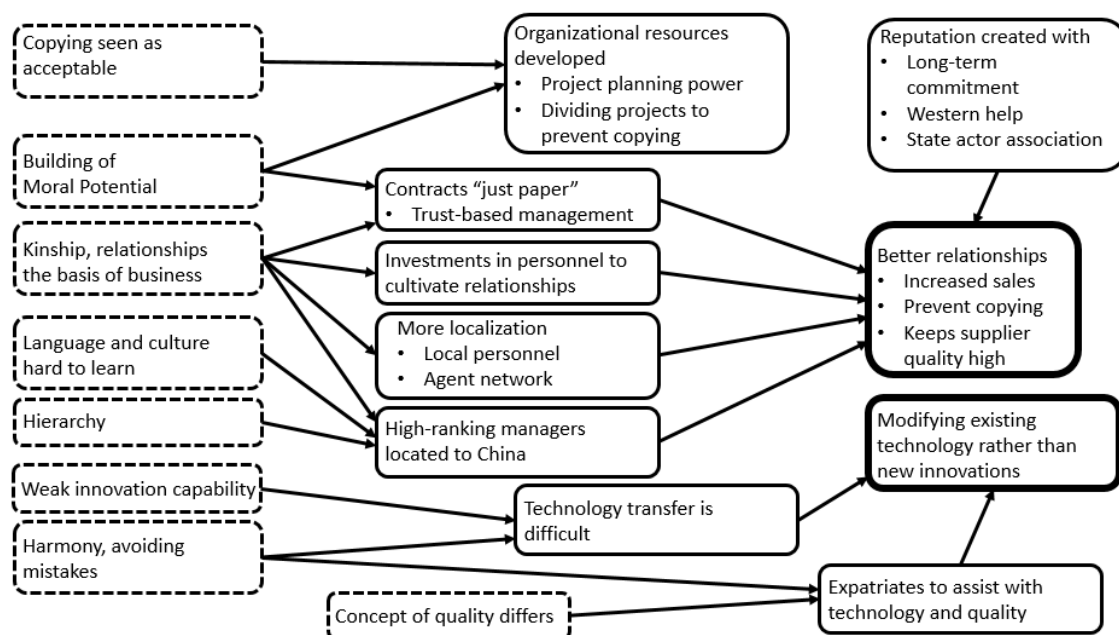 Copying seen as
acceptable
Organizational resources
developed
• Project planning power
• Dividing projects to
prevent copying
Reputation created with
• Long-term
commitment
• Western help
• State actor association
Building of
Moral Potential
Contracts “just paper”
• Trust-based management
Kinship, relationships
the basis of business
Investments in personnel to
cultivate relationships
Better relationships
• Increased sales
• Prevent copying
• Keeps supplier
quality high
Language and culture
hard to learn
More localization
• Local personnel
• Agent network
Hierarchy
High-ranking managers
located to China
Modifying existing
technology rather than
new innovations
Weak innovation capability
Technology transfer is
difficult
Harmony, avoiding
mistakes
Expatriates to assist with
technology and quality
Concept of quality differs